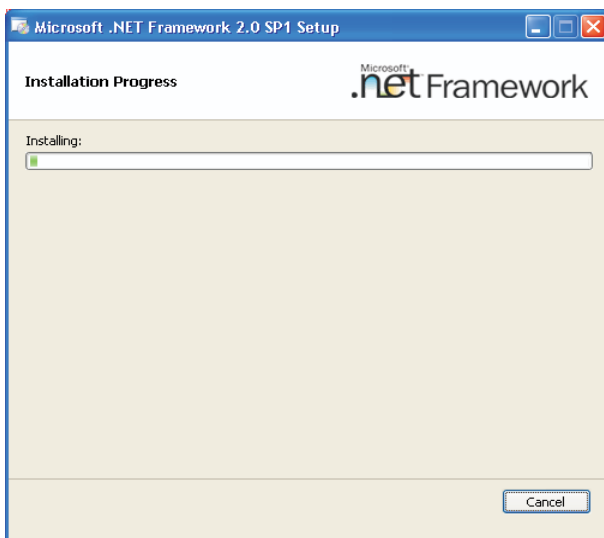 Microsoft .NET Framework 2.0 SP1 Setup
Installation Progress
Microsoft
.net Framework
Installing:
Cancel